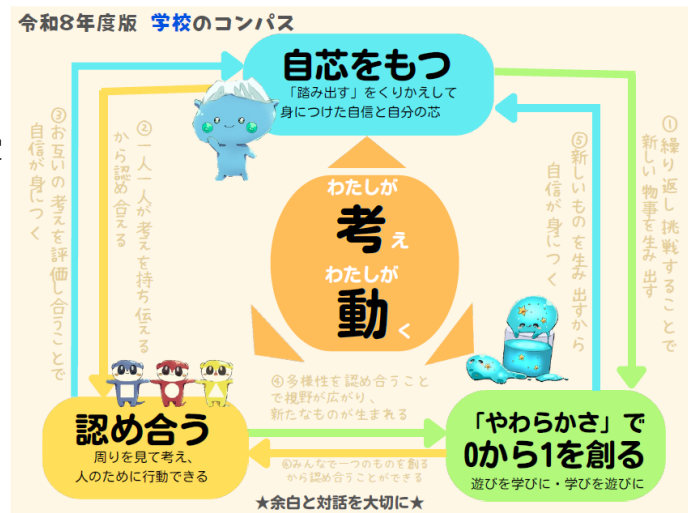 令和8年度版 学校のコンパス
自芯をもつ
「踏み出す」をくりかえして
身につけた自信と自分の芯
①繰り返し挑戦することで
新しい物事を生み出す
⑤新しいものを生み出すから
自信が身につく
②一人一人が考えを持ち伝える
から認め合える
③お互いの考えを評価し合うことで
自信が身につく
わたしが
考え
わたしが
動く
④多様性を認め合うこと
で視野が広がり、
新たなものが生まれる
認め合う
周りを見て考え、
人のために行動できる
「やわらかさ」で
0から1を創る
遊びを学びに・学びを遊びに
⑥みんなで一つのものを創る
から認め合うことができる
★余白と対話を大切に★